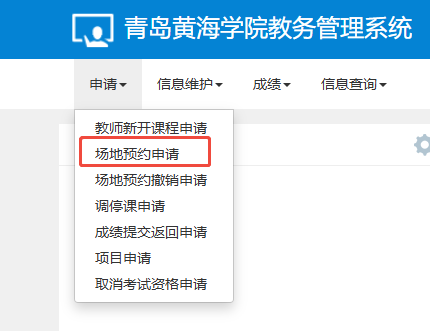 青岛黄海学院教务管理系统
申请 信息维护 成绩 信息查询
教师新开课程申请
场地预约申请
场地预约撤销申请
调停课申请
成绩提交返回申请
项目申请
取消考试资格申请